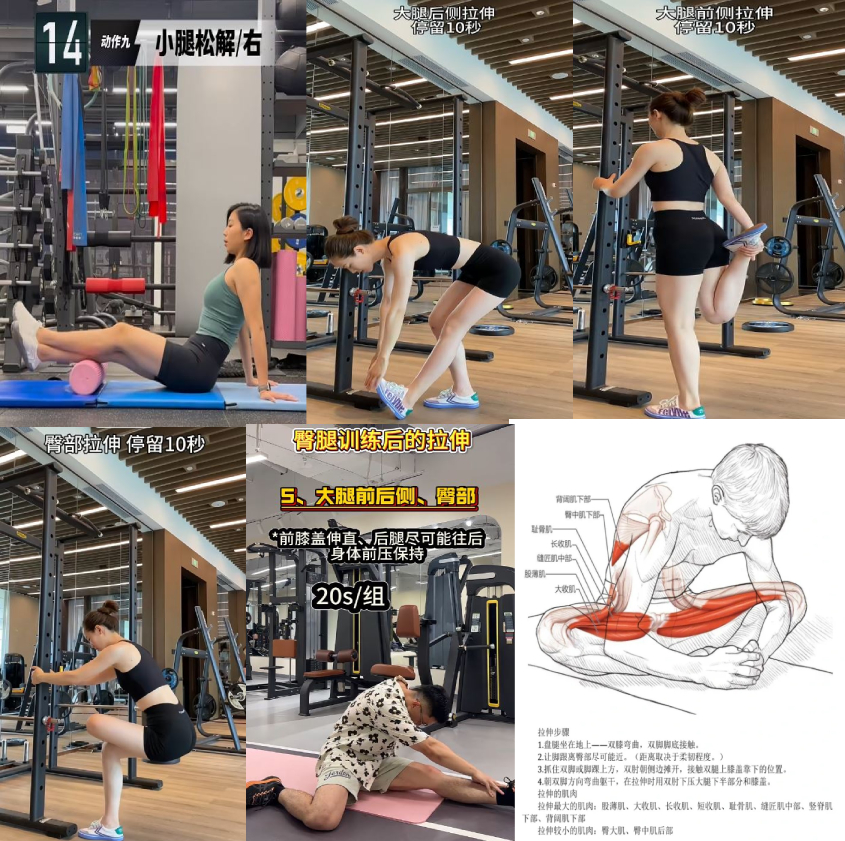 14
动作九
小腿松解/右
大腿后侧拉伸
停留10秒
大腿前侧拉伸
停留10秒
臀部拉伸 停留10秒
臀腿训练后的拉伸
5、大腿前后侧、臀部
*前膝盖伸直、后腿尽可能往后
身体前压保持
20s/组
背阔肌下部
臀中肌下部
耻骨肌
长收肌
缝匠肌中部
股薄肌
大收肌
拉伸步骤
1.盘腿坐在地上——双膝弯曲，双脚脚底接触。
2.让脚跟离臀部尽可能近。（距离取决于柔韧程度。）
3.抓住双脚或脚踝上方，双肘朝侧边摊开，接触双腿上膝盖靠下的位置。
4.朝双脚方向弯曲躯干，在拉伸时用双肘下压大腿下半部分和膝盖。
拉伸的肌肉
拉伸最大的肌肉：股薄肌、大收肌、长收肌、短收肌、耻骨肌、缝匠肌中部、竖脊肌
下部、背阔肌下部
拉伸较小的肌肉：臀大肌、臀中肌后部